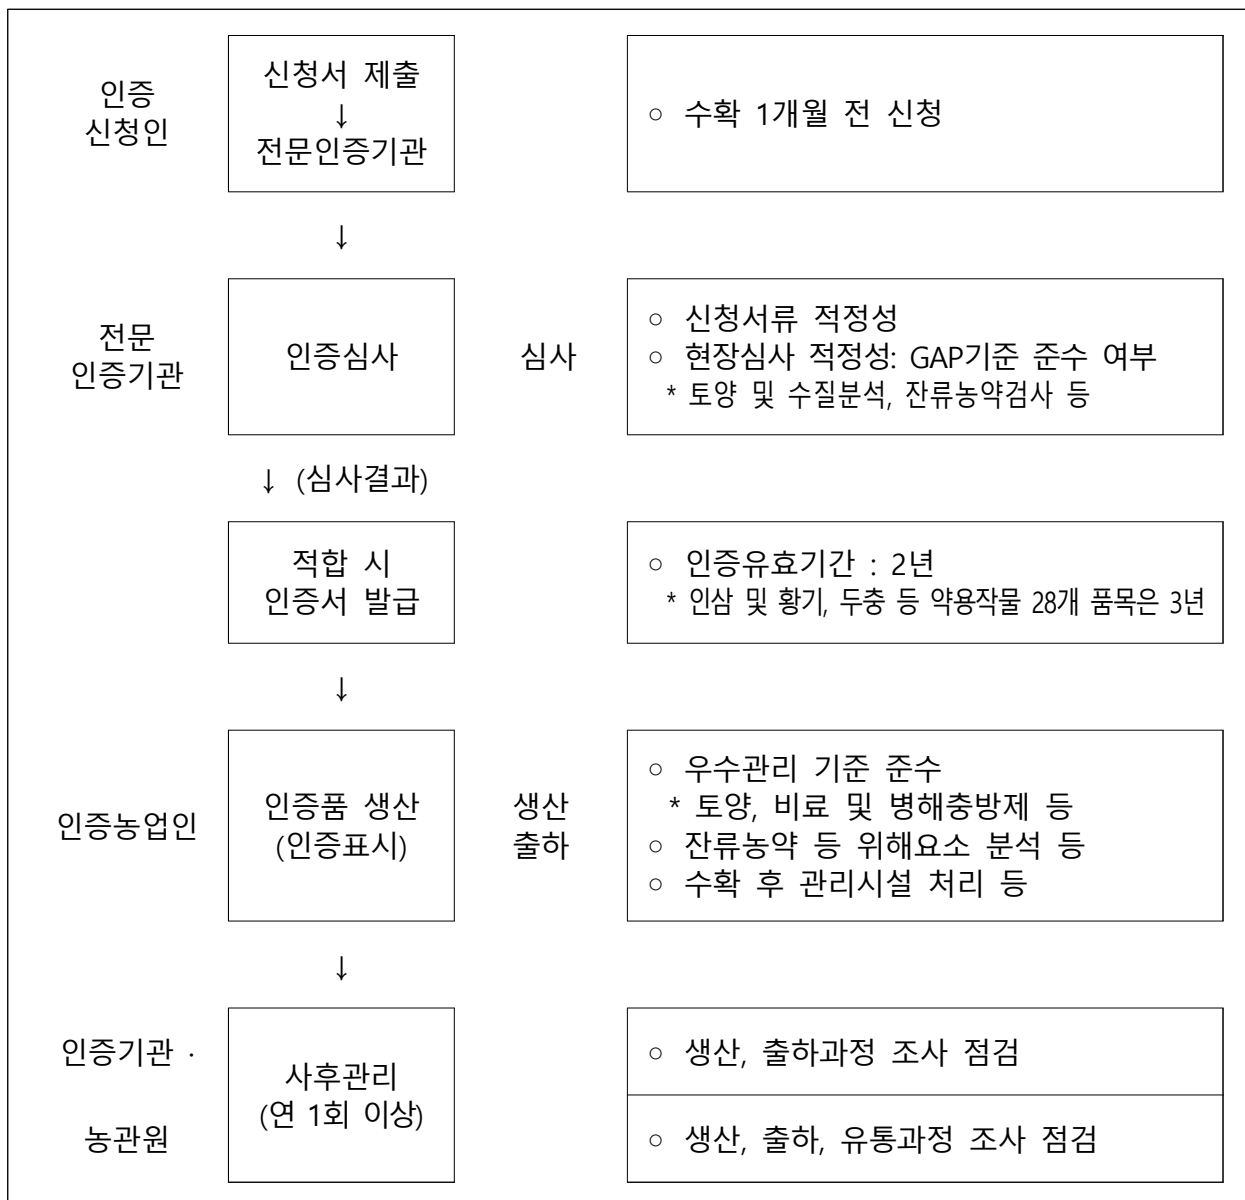 인증
신청인
신청서 제출
↓
전문인증기관
○ 수확 1개월 전 신청
↓
전문
인증기관
인증심사
심사
○ 신청서류 적정성
○ 현장심사 적정성: GAP기준 준수 여부
* 토양 및 수질분석, 잔류농약검사 등
↓ (심사결과)
적합 시
인증서 발급
○ 인증유효기간 : 2년
* 인삼 및 황기, 두충 등 약용작물 28개 품목은 3년
↓
인증농업인
인증품 생산
(인증표시)
생산
출하
○ 우수관리 기준 준수
* 토양, 비료 및 병해충방제 등
○ 잔류농약 등 위해요소 분석 등
○ 수확 후 관리시설 처리 등
↓
인증기관 ·
농관원
사후관리
(연 1회 이상)
○ 생산, 출하과정 조사 점검
○ 생산, 출하, 유통과정 조사 점검